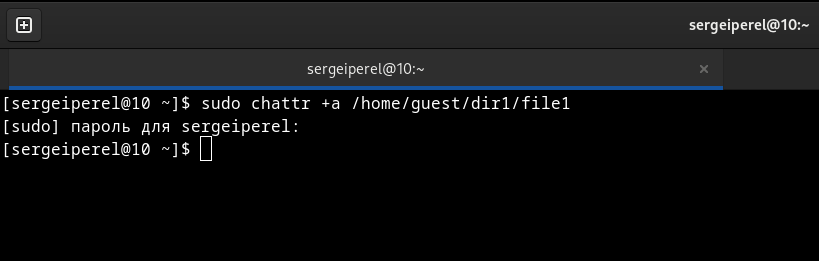 sergeiperel@10:~
sergeiperel@10:~
[sergeiperel@10 ~]$ sudo chattr +a /home/guest/dir1/file1
[sudo] пароль для sergeiperel:
[sergeiperel@10 ~]$